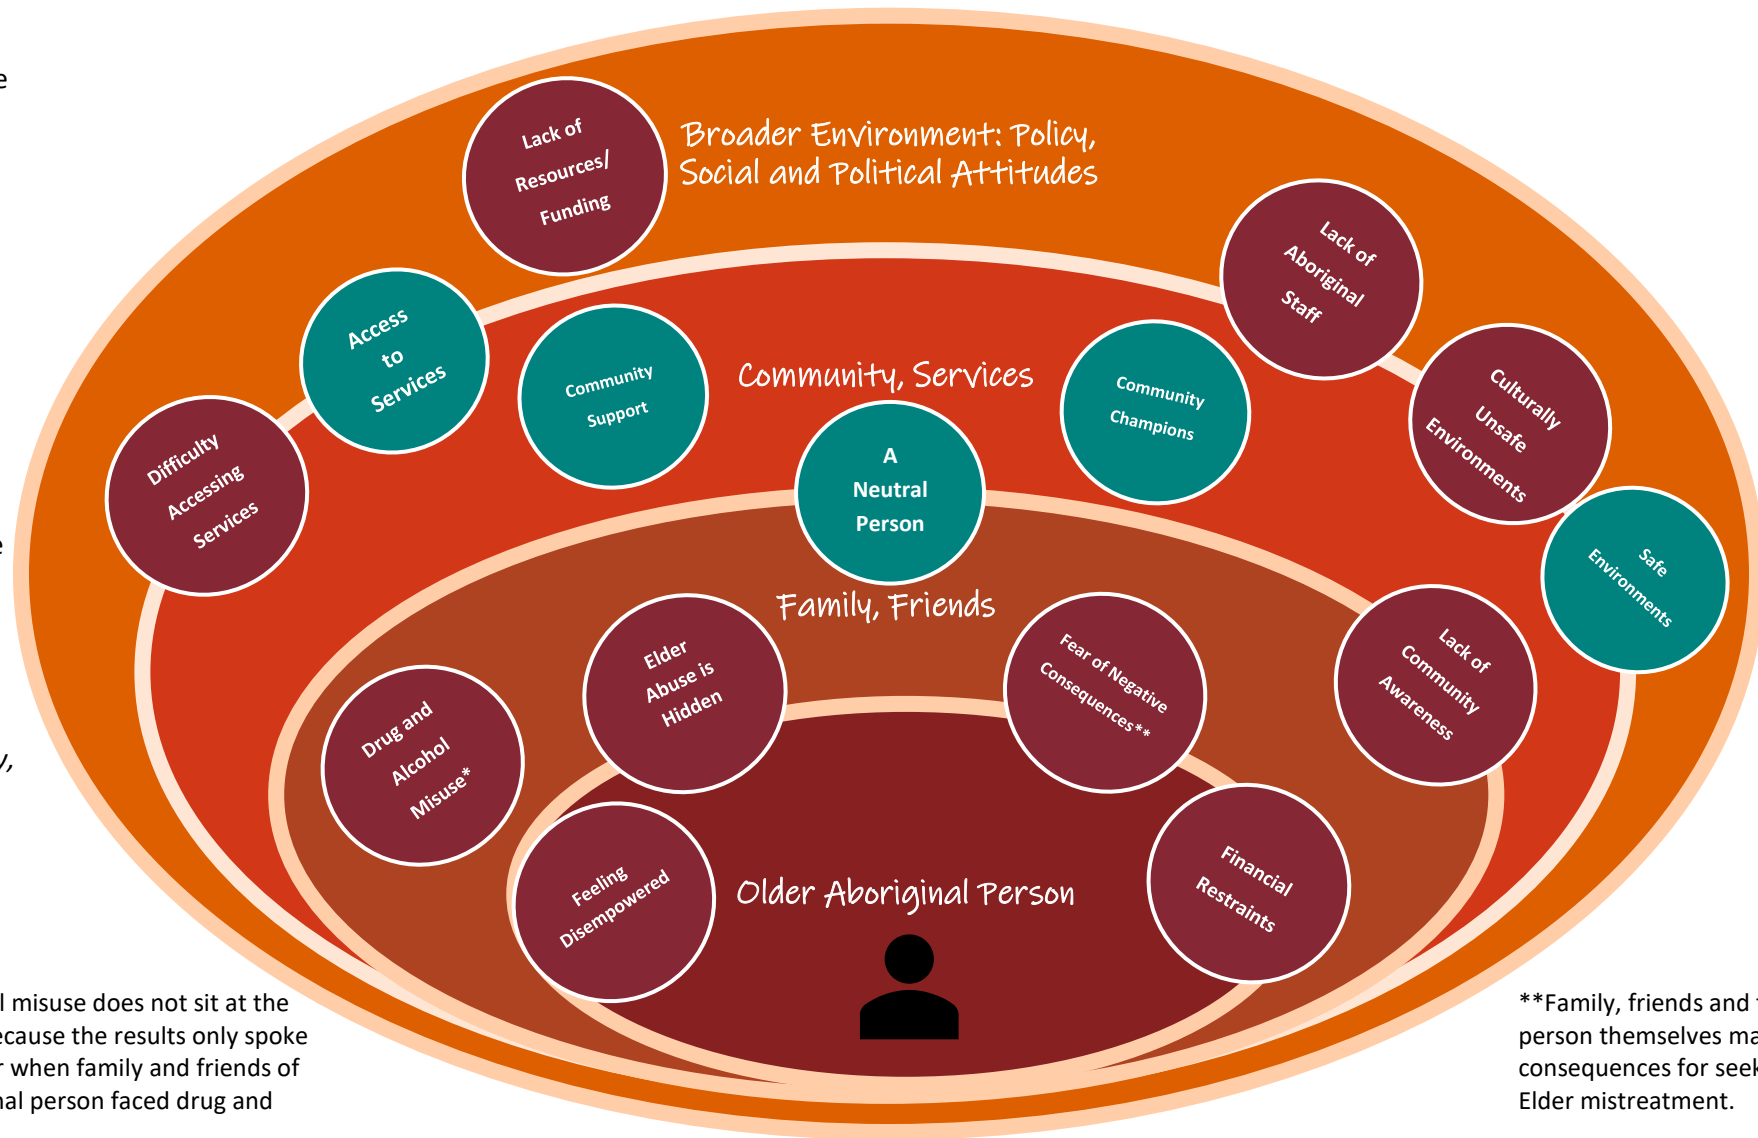 e
Lack of
Resources/
Funding
Broader Environment: Policy,
Social and Political Attitudes
Lack of
Aboriginal
Staff
Access
to
Services
Community
Support
Community, Services
Community
Champions
Culturally
Unsafe
Environments
Difficulty
Accessing
Services
A
Neutral
Person
e
Safe
Environments
Family, Friends
Elder
Abuse is
Hidden
Fear of Negative
Consequences**
Lack of
Community
Awareness
Drug and
Alcohol
Misuse*
y,
Feeling
Disempowered
Older Aboriginal Person
Financial
Restraints
l misuse does not sit at the
ecause the results only spoke
r when family and friends of
nal person faced drug and
**Family, friends and
person themselves ma
consequences for seek
Elder mistreatment.